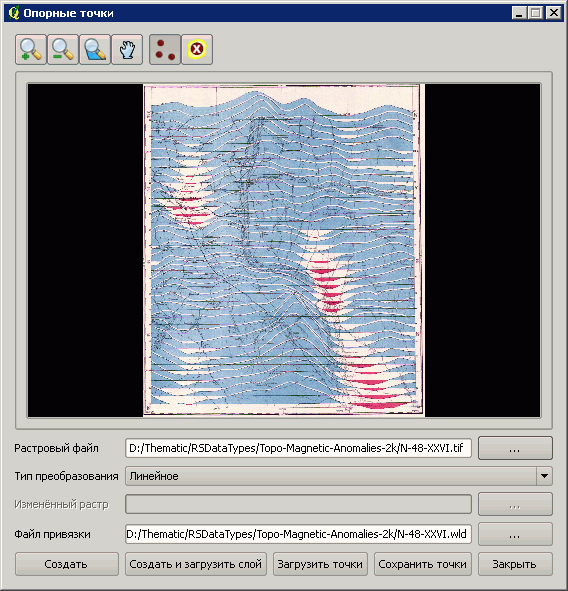 Опорные точки
Растровый файл D:/Thematic/RSDataTypes/Topo-Magnetic-Anomalies-2k/N-48-XXVI.tif ...
Тип преобразования Линейное
Изменённый растр ...
Файл привязки D:/Thematic/RSDataTypes/Topo-Magnetic-Anomalies-2k/N-48-XXVI.wld ...
Создать Создать и загрузить слой Загрузить точки Сохранить точки Закрыть